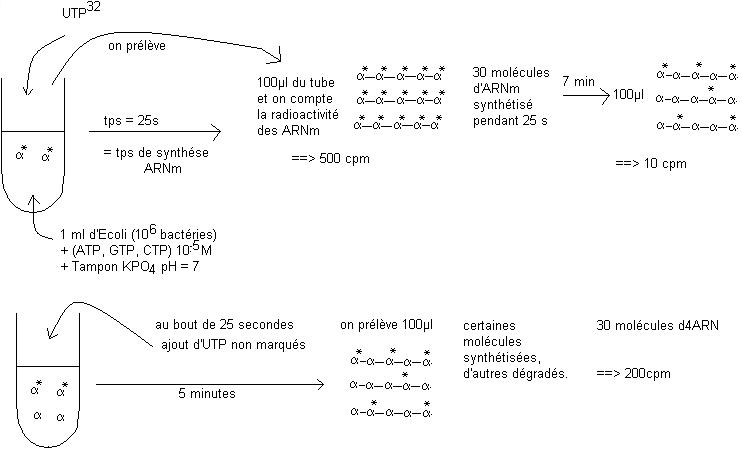 UTP32
on prélève
100µl du tube
et on compte
la radioactivité
des ARNm
==> 500 cpm
α*—α*—α*—α*—α*
α*—α*—α*—α*—α*
α*—α*—α*—α*—α*
30 molécules
d'ARNm
synthétisé
pendant 25 s
7 min
100µl
α*—α—α*—α—α*
α—α—α—α*—α
α*—α—α—α—α*
==> 10 cpm
tps = 25s
= tps de synthése
ARNm
α* α*
1 ml d'Ecoli (106 bactéries)
+ (ATP, GTP, CTP) 10-5M
+ Tampon KPO4 pH = 7
au bout de 25 secondes
ajout d'UTP non marqués
5 minutes
α* α*
α α
on prélève 100µl
α*—α—α*—α—α*
α—α—α—α*—α
α—α*—α—α—α*
certaines
molécules
synthétisées,
d'autres dégradés.
30 molécules d4ARN
==> 200cpm